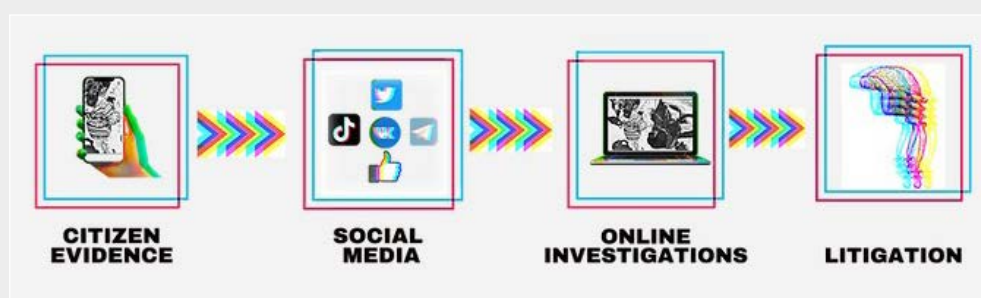 CITIZEN
EVIDENCE
SOCIAL
MEDIA
ONLINE
INVESTIGATIONS
LITIGATION